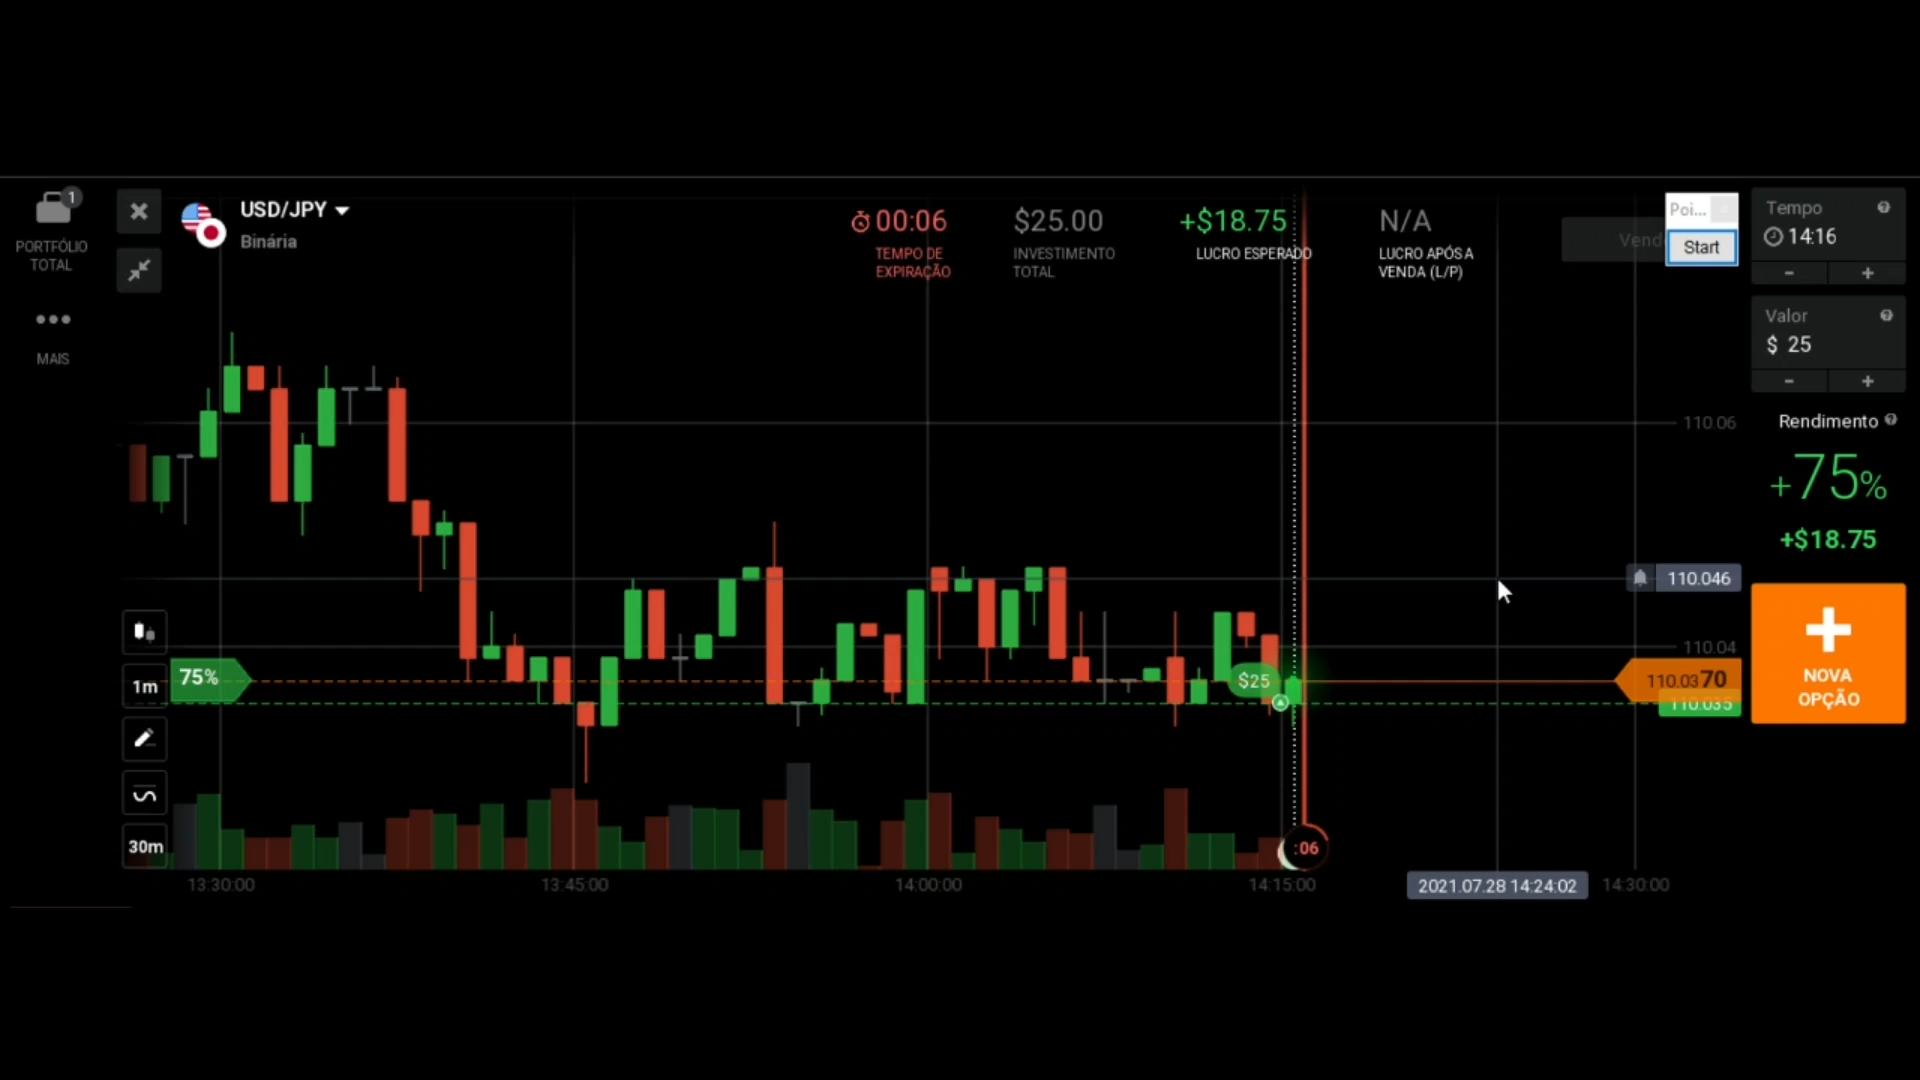 1
PORTFÓLIO
TOTAL
MAIS
USD/JPY
Binária
00:06
TEMPO DE
EXPIRAÇÃO
$25.00
INVESTIMENTO
TOTAL
+$18.75
LUCRO ESPERADO
N/A
LUCRO APÓS A
VENDA (L/P)
Vend
Poi...
Start
Tempo
14:16
- +
Valor
$ 25
- +
Rendimento
+75%
+$18.75
NOVA
OPÇÃO
110.06
110.046
110.04
110.0370
110.035
75%
$25
1m
30m
:06
13:30:00
13:45:00
14:00:00
14:15:00
2021.07.28 14:24:02
14:30:00